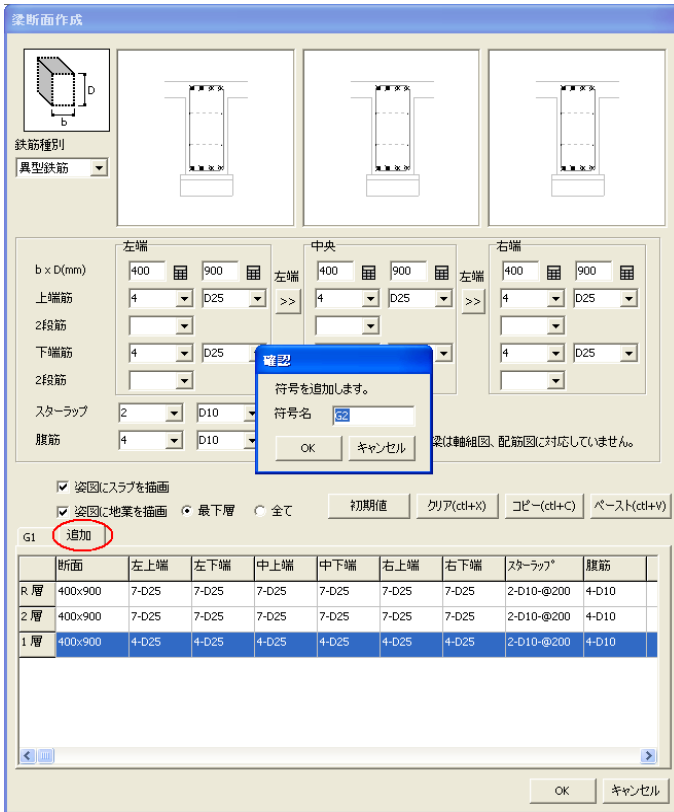 梁断面作成
D
b
鉄筋種別
異型鉄筋
左端 中央 右端
b x D(mm) 400 900 左端 400 900 左端 400 900
上端筋 4 D25 >> 4 D25 >> 4 D25
2段筋
下端筋 4 D25 4 D25
2段筋
スターラップ 2 D10
腹筋 4 D10 梁は軸組図、配筋図に対応していません。
確認
符号を追加します。
符号名 G2
OK キャンセル
姿図にスラブを描画
姿図に地業を描画 最下層 全て 初期値 クリア(ctl+X) コピー(ctl+C) ペースト(ctl+V)
G1 追加
断面 左上端 左下端 中上端 中下端 右上端 右下端 スターラップ 腹筋
R 層 400x900 7-D25 7-D25 7-D25 7-D25 7-D25 7-D25 2-D10-@200 4-D10
2 層 400x900 7-D25 7-D25 7-D25 7-D25 7-D25 7-D25 2-D10-@200 4-D10
1 層 400x900 4-D25 4-D25 4-D25 4-D25 4-D25 4-D25 2-D10-@200 4-D10
OK キャンセル